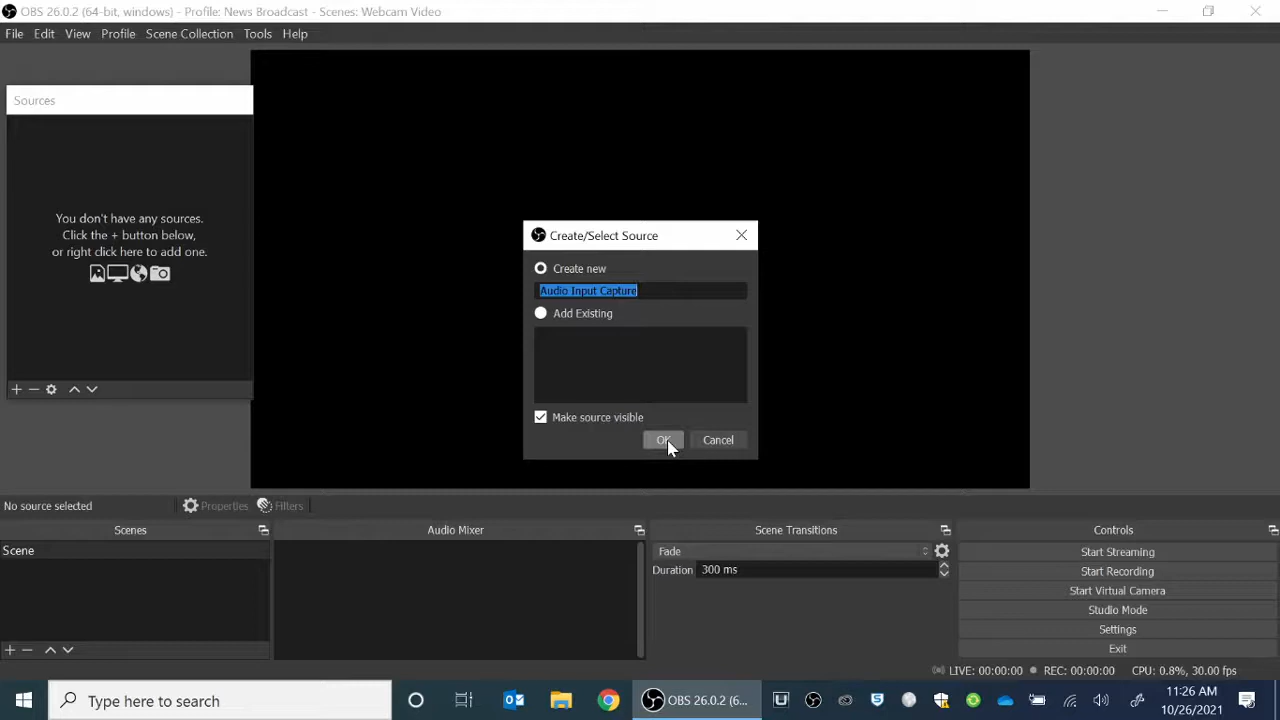 OBS 26.0.2 (64-bit, windows) - Profile: News Broadcast - Scenes: Webcam Video
File Edit View Profile Scene Collection Tools Help
Sources
You don't have any sources.
Click the + button below,
or right click here to add one.
Create/Select Source
Create new
Audio Input Capture
Add Existing
Make source visible
OK Cancel
No source selected Properties Filters
Scenes Audio Mixer Scene Transitions Controls
Scene
Fade
Duration 300 ms
Start Streaming
Start Recording
Start Virtual Camera
Studio Mode
Settings
Exit
LIVE: 00:00:00 REC: 00:00:00 CPU: 0.8%, 30.00 fps
Type here to search
OBS 26.0.2 (6...
11:26 AM
10/26/2021